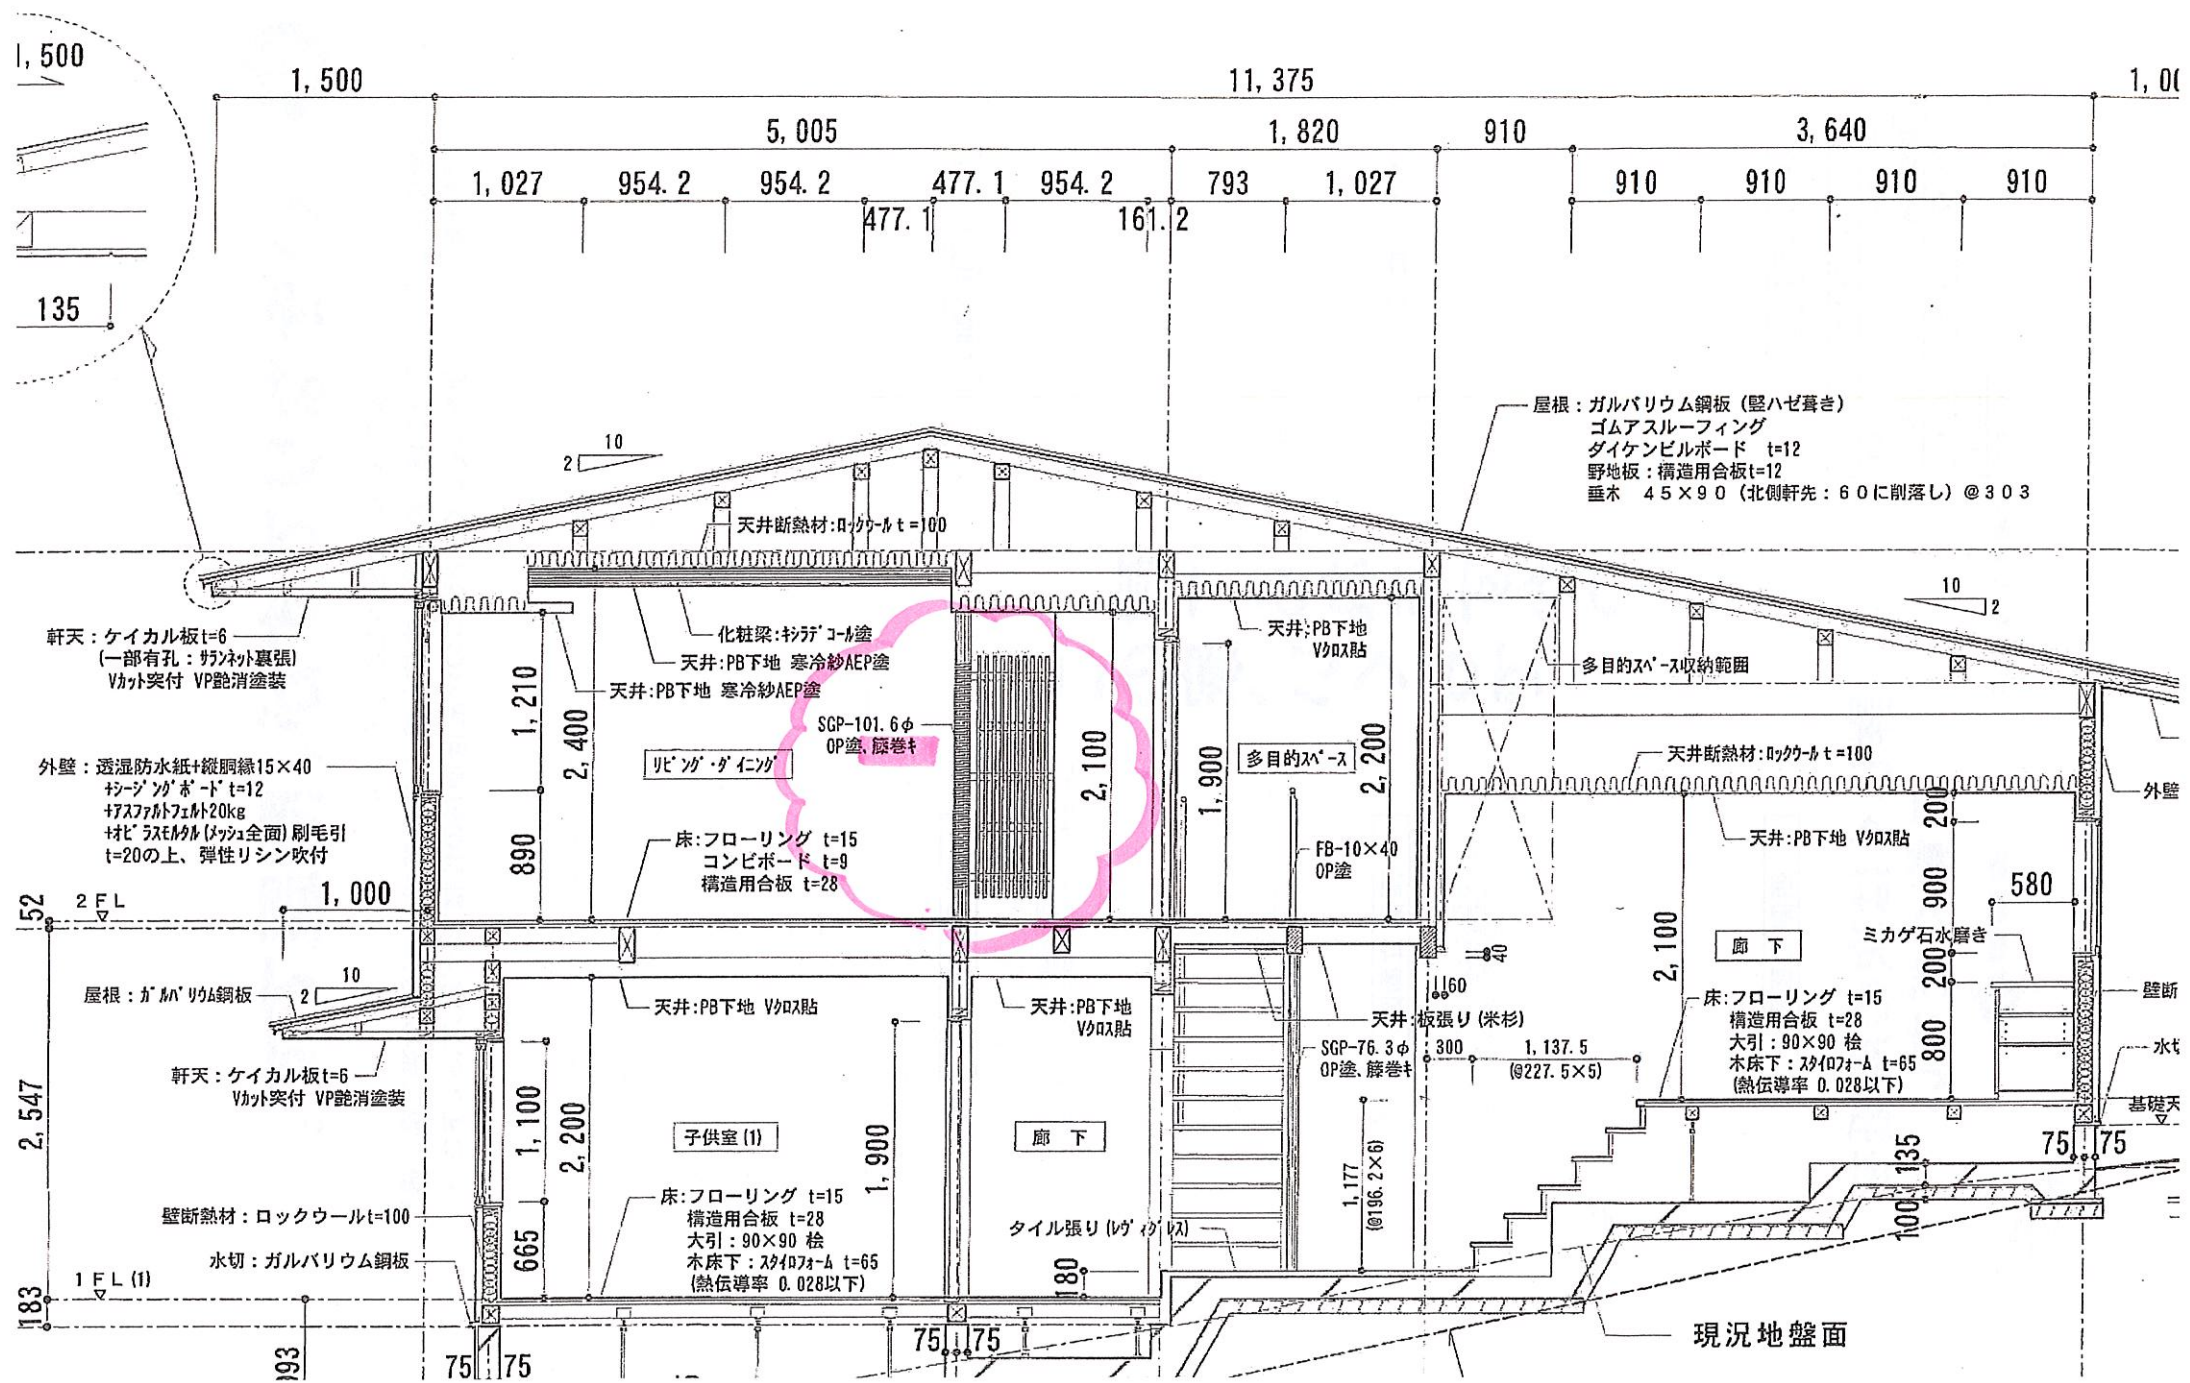 1,500
1,500
11,375
5,005
1,820
910
3,640
1,027
954.2
954.2
477.1
477.1
954.2
161.2
793
1,027
910
910
910
910
135
屋根：ガルバリウム鋼板（竪ハゼ葺き）
ゴムアスルーフィング
ダイケンビルボード t=12
野地板：構造用合板t=12
垂木 45×90（北側軒先：60に削落し）@303
10
2
天井断熱材：ロックウールt=100
10
2
軒天：ケイカル板t=6
(一部有孔：サランネット裏張)
Vカット突付 VP艶消塗装
化粧梁：キシラデコール塗
天井：PB下地 寒冷紗AEP塗
天井：PB下地 寒冷紗AEP塗
天井：PB下地
Vクロス貼
多目的スペース収納範囲
1,210
2,400
SGP-101.6φ
OP塗、籐巻キ
リビング・ダイニング
2,100
1,900
多目的スペース
2,200
天井断熱材：ロックウールt=100
外壁：透湿防水紙+縦胴縁15×40
+シージングボードt=12
+アスファルトフェルト20kg
+オビラスモルタル(メッシュ全面)刷毛引
t=20の上、弾性リシン吹付
外壁
200
天井：PB下地 Vクロス貼
890
床：フローリング t=15
コンビボード t=9
構造用合板 t=28
FB-10×40
OP塗
900
580
52
2FL
1,000
2,100
廊 下
ミカゲ石水磨き
40
200
60
10
2
屋根：ガルバリウム鋼板
天井：PB下地 Vクロス貼
天井：PB下地
Vクロス貼
天井：板張り(米杉)
床：フローリング t=15
構造用合板 t=28
大引：90×90 桧
木床下：スタイロフォーム t=65
(熱伝導率 0.028以下)
壁断
SGP-76.3φ
OP塗、籐巻キ
300
1,137.5
(@227.5×5)
800
軒天：ケイカル板t=6
Vカット突付 VP艶消塗装
2,547
1,100
2,200
子供室(1)
1,900
廊 下
1,177
(@196.2×6)
75
75
135
100
床：フローリング t=15
構造用合板 t=28
大引：90×90 桧
木床下：スタイロフォーム t=65
(熱伝導率 0.028以下)
壁断熱材：ロックウールt=100
水切：ガルバリウム鋼板
665
タイル張り(レヴィグレス)
180
1FL(1)
183
現況地盤面
75
75
75
75